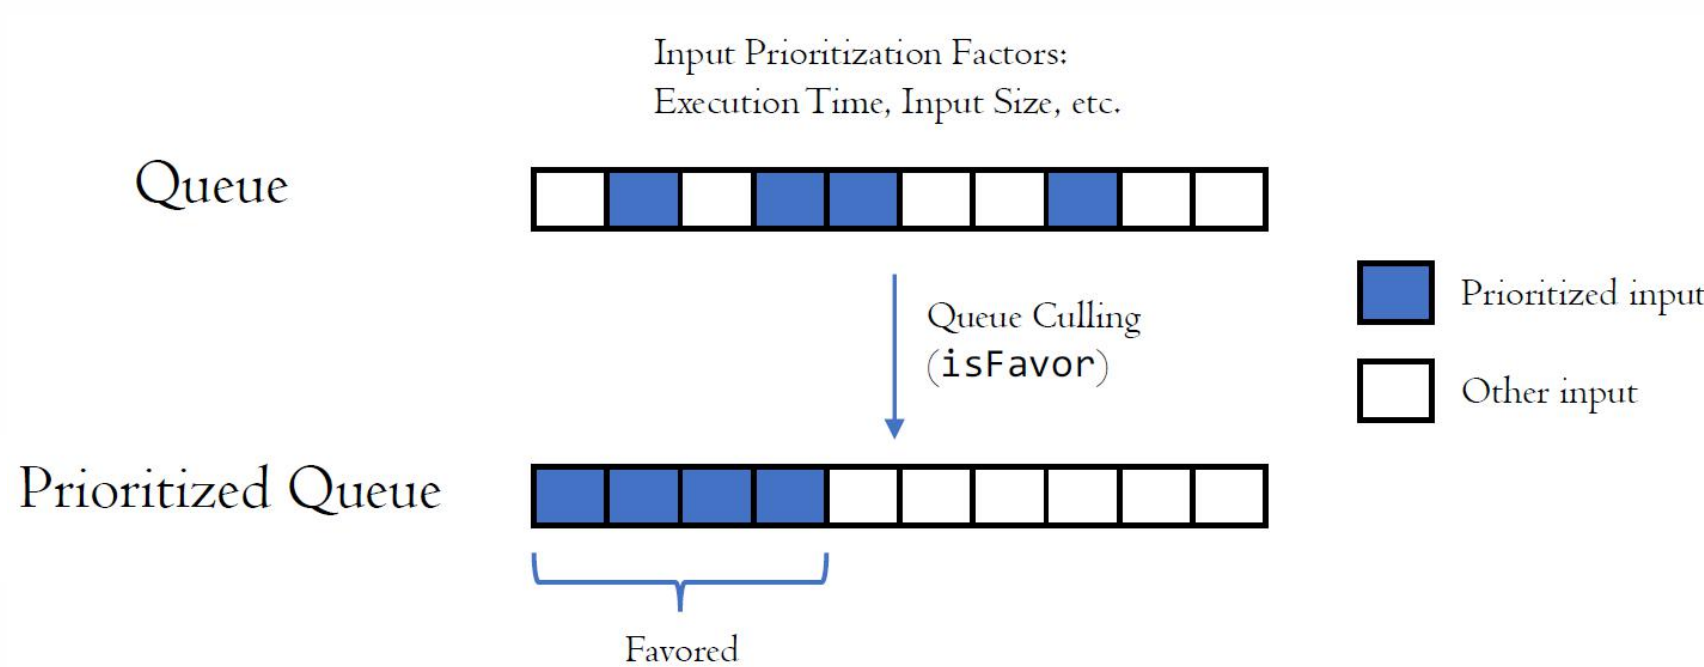 Input Prioritization Factors:
Execution Time, Input Size, etc.
Queue
Queue Culling
(isFavor)
Prioritized input
Other input
Prioritized Queue
Favored